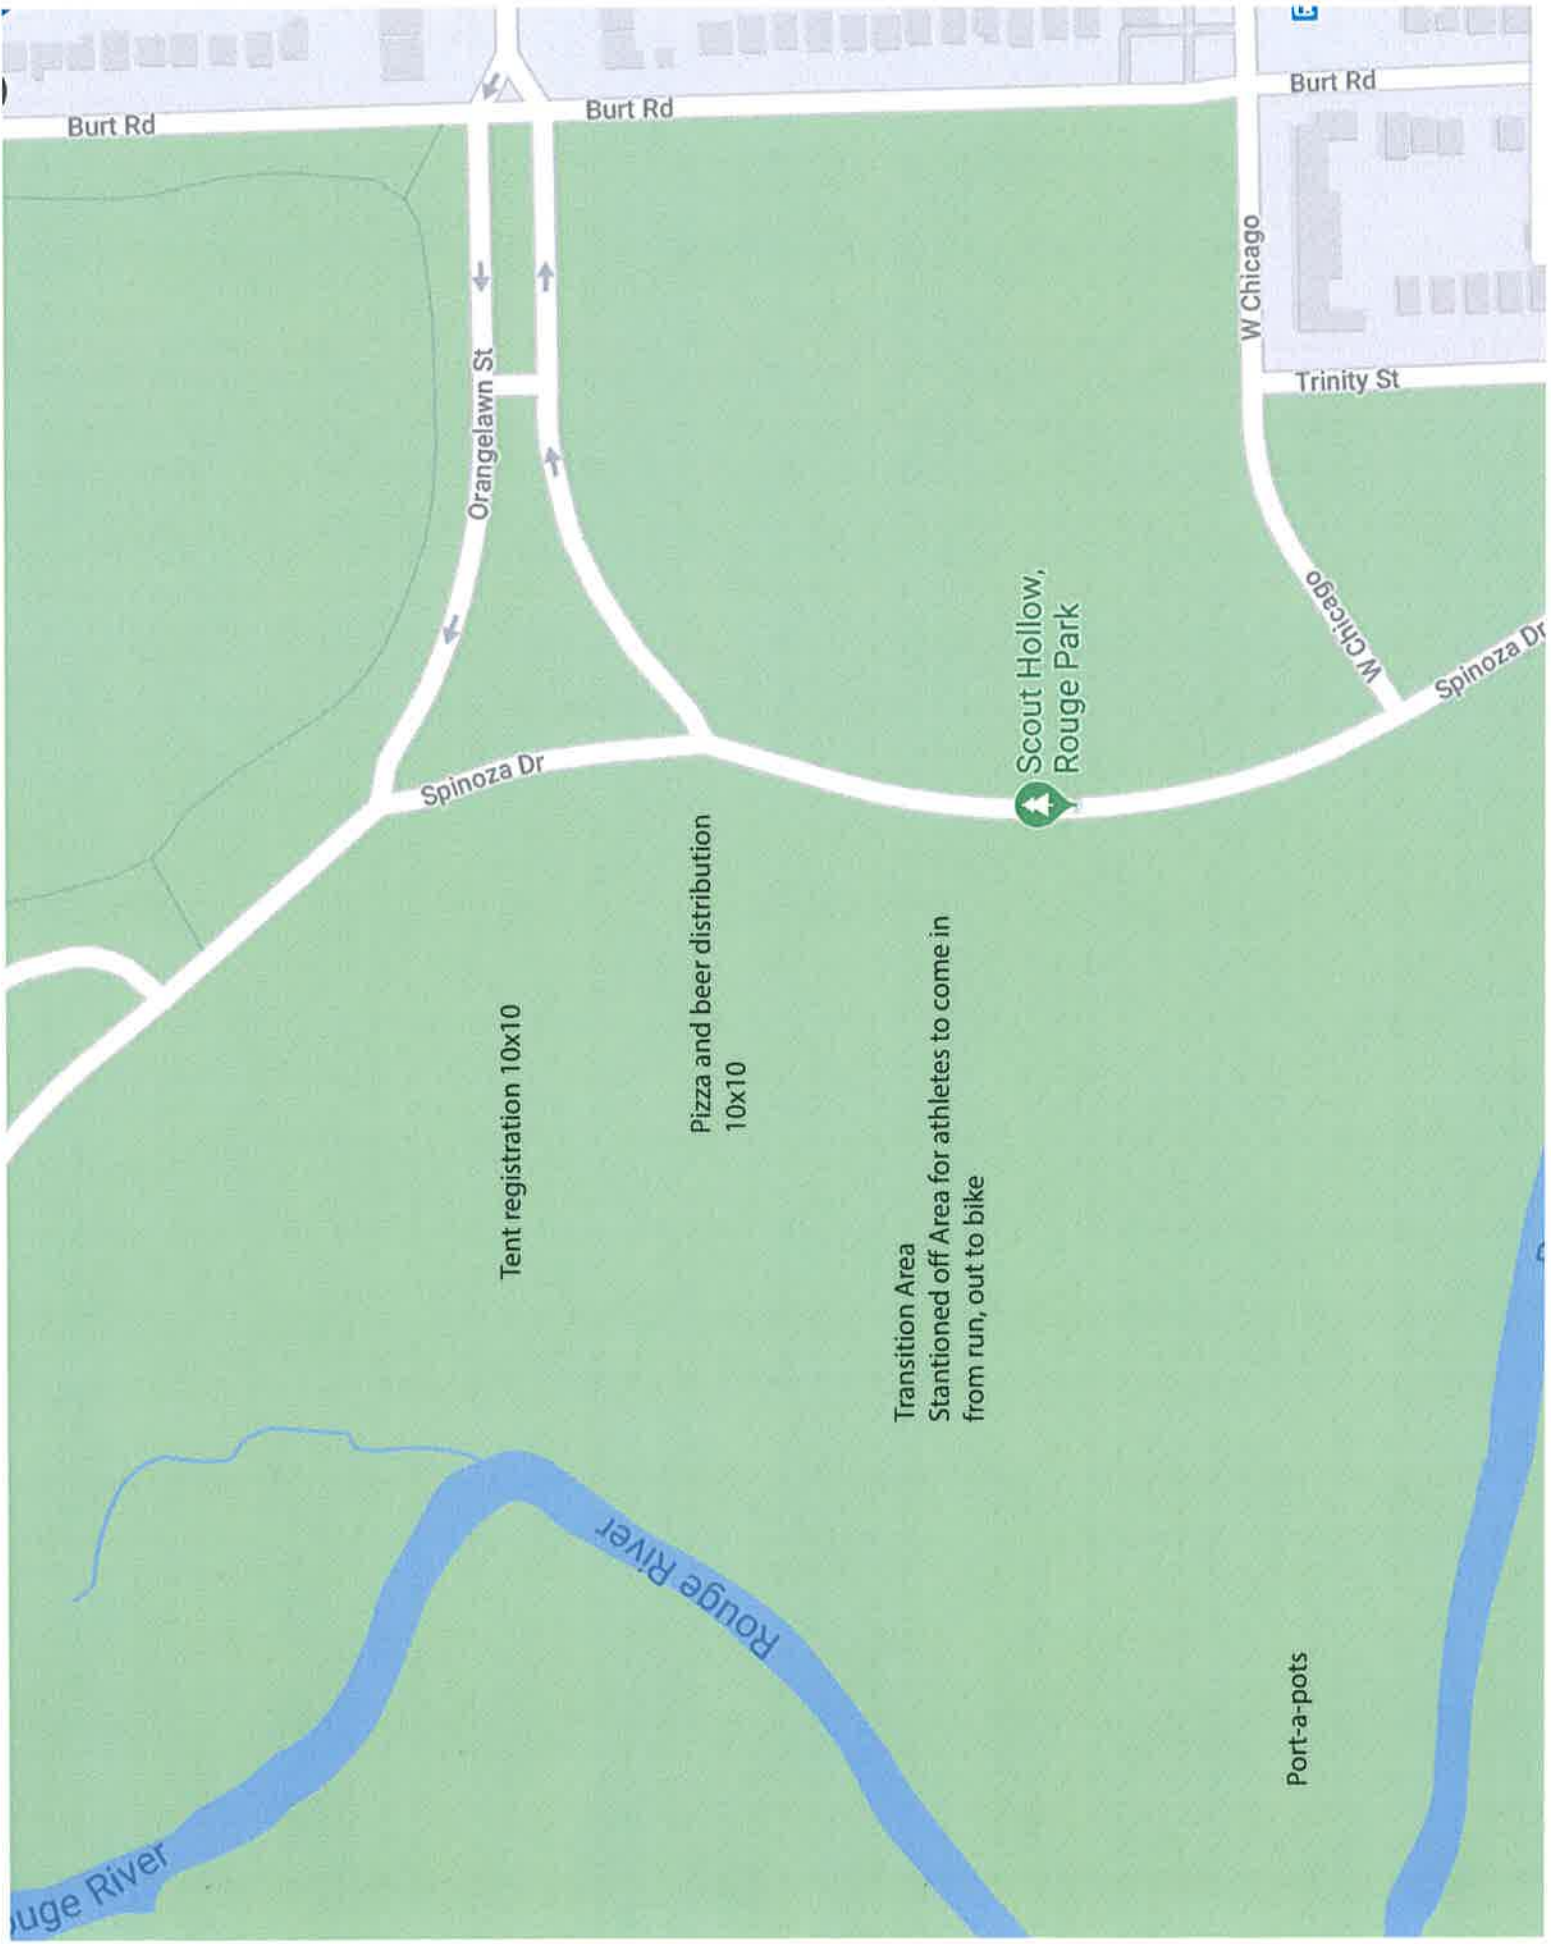 Burt Rd
Burt Rd
Burt Rd
Orangelawn St
W Chicago
Trinity St
W Chicago
Spinoza Dr
Spinoza Dr
Scout Hollow,
Rouge Park
Pizza and beer distribution
10x10
Tent registration 10x10
Transition Area
Stantioned off Area for athletes to come in
from run, out to bike
Rouge River
Port-a-pots
ouge River